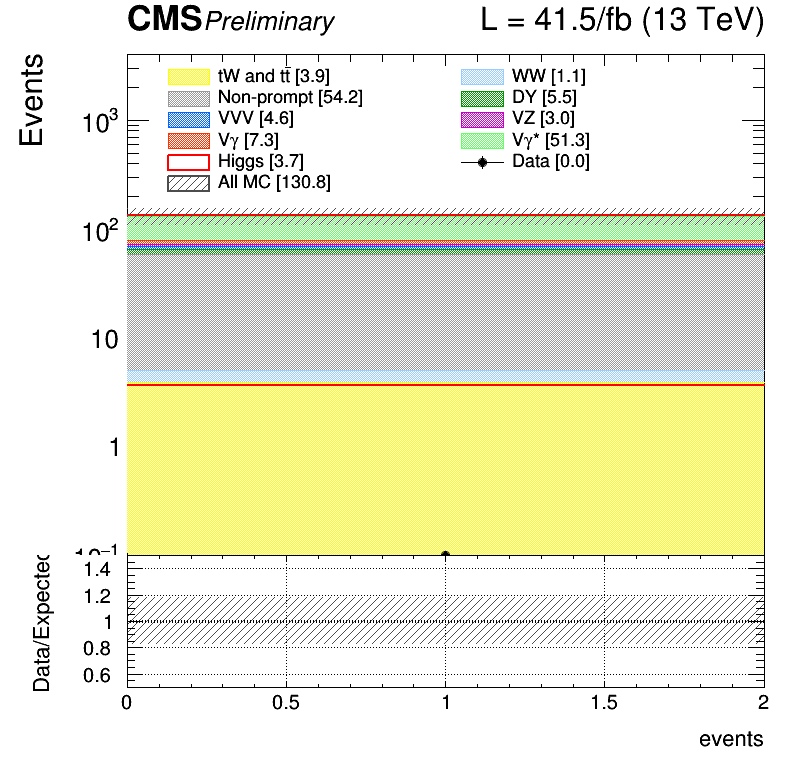 CMS Preliminary L = 41.5/fb (13 TeV)
Events
tW and tt̄ [3.9] WW [1.1]
Non-prompt [54.2] DY [5.5]
VVV [4.6] VZ [3.0]
Vγ [7.3] Vγ* [51.3]
Higgs [3.7] Data [0.0]
All MC [130.8]
10³
10²
10
1
10⁻¹
Data/Expected
1.4
1.2
1
0.8
0.6
0 0.5 1 1.5 2
events